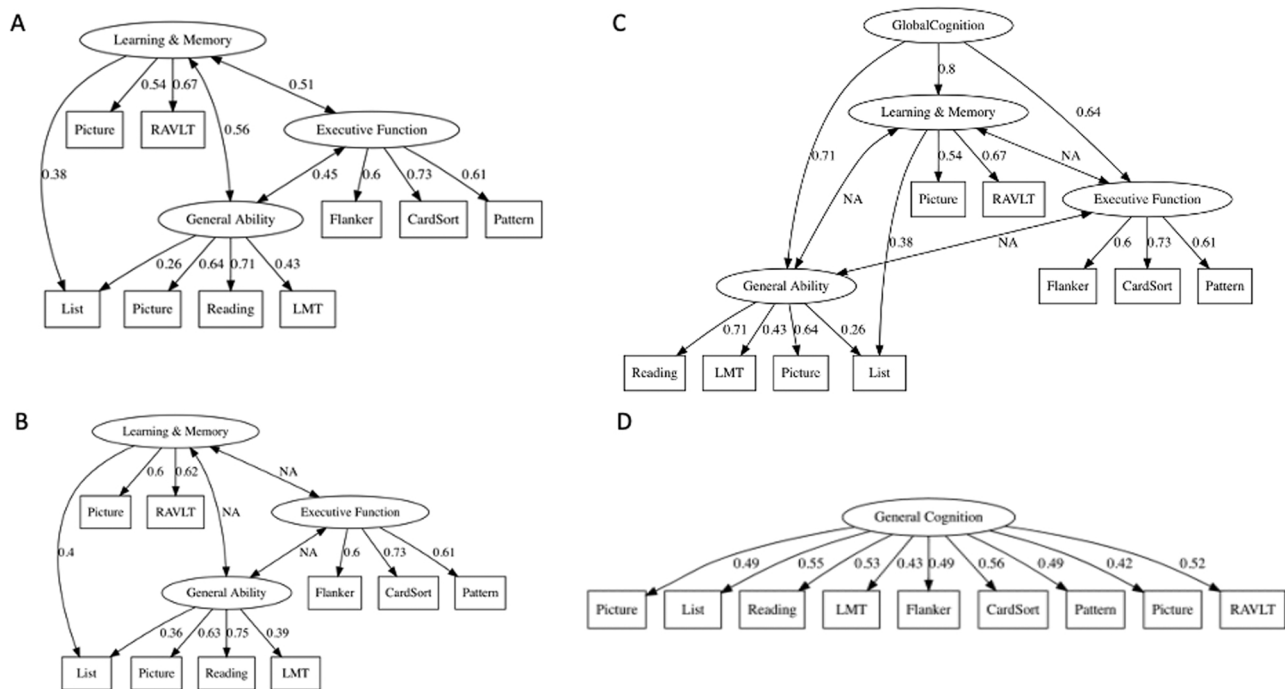 A
Learning & Memory
0.54 0.67 0.51
Picture RAVLT
0.56
Executive Function
0.38
0.45 0.6 0.73 0.61
General Ability Flanker CardSort Pattern
0.26 0.64 0.71 0.43
List Picture Reading LMT
B
Learning & Memory
0.6 0.62 NA
Picture RAVLT NA Executive Function
0.4
NA 0.6 0.73 0.61
General Ability Flanker CardSort Pattern
0.36 0.63 0.75 0.39
List Picture Reading LMT
C
GlobalCognition
0.8
Learning & Memory
0.64
0.71 0.54 0.67 NA
NA Picture RAVLT Executive Function
0.38 NA 0.6 0.73 0.61
General Ability Flanker CardSort Pattern
0.71 0.43 0.64 0.26
Reading LMT Picture List
D
General Cognition
0.49 0.55 0.53 0.43 0.49 0.56 0.49 0.42 0.52
Picture List Reading LMT Flanker CardSort Pattern Picture RAVLT